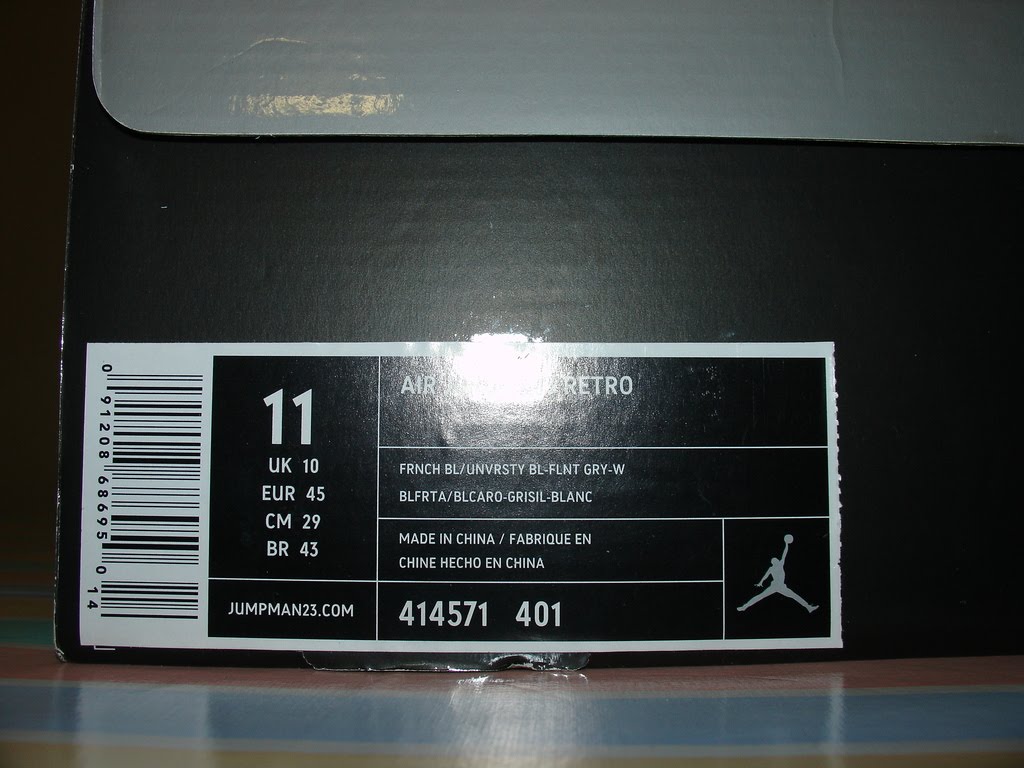 0 91208 68695 0 14
11
UK 10
EUR 45
CM 29
BR 43
JUMPMAN23.COM
AIR RETRO
FRNCH BL/UNVRSTY BL-FLNT GRY-W
BLFRTA/BLCARO-GRISIL-BLANC
MADE IN CHINA / FABRIQUE EN
CHINE HECHO EN CHINA
414571 401